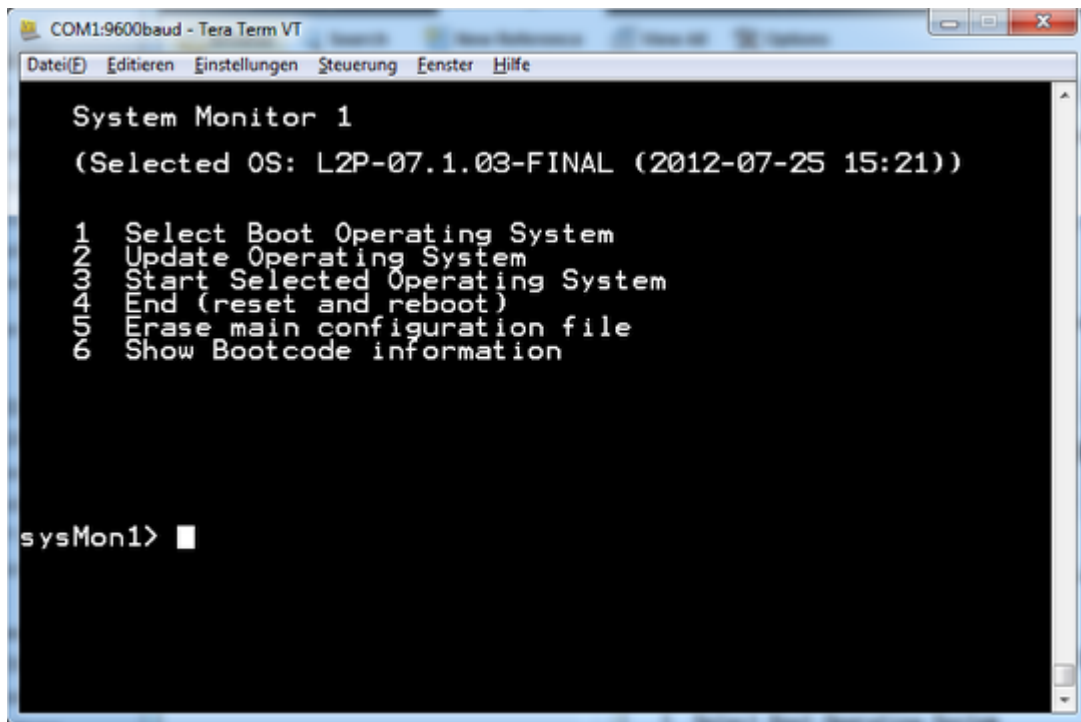 COM1:9600baud - Tera Term VT
Datei(F) Editieren Einstellungen Steuerung Fenster Hilfe
System Monitor 1
(Selected OS: L2P-07.1.03-FINAL (2012-07-25 15:21))
1 Select Boot Operating System
2 Update Operating System
3 Start Selected Operating System
4 End (reset and reboot)
5 Erase main configuration file
6 Show Bootcode information
sysMon1>